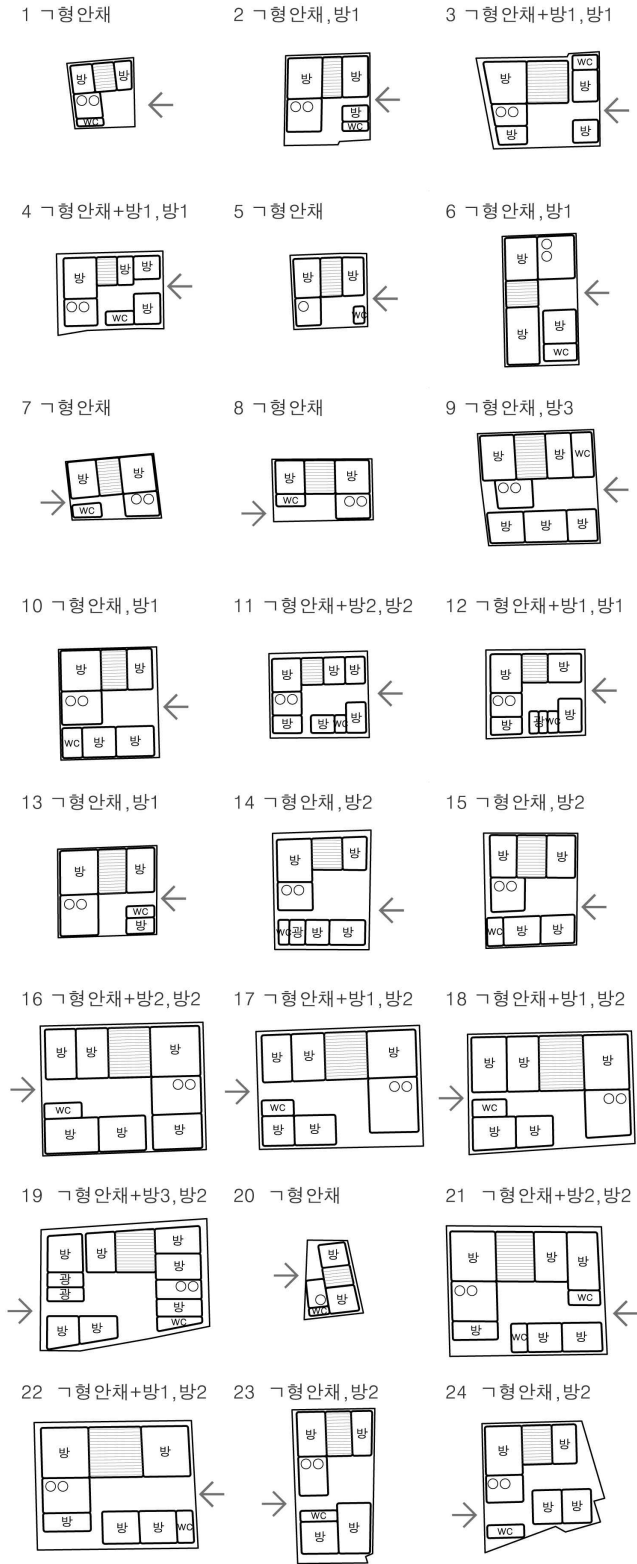 1 ㄱ형안채
방 방
WC
2 ㄱ형안채,방1
방 방
방
WC
3 ㄱ형안채+방1,방1
WC
방 방
방 방
4 ㄱ형안채+방1,방1
방 방 방
WC 방
5 ㄱ형안채
방 방
WC
6 ㄱ형안채,방1
방
방 방
WC
7 ㄱ형안채
방 방
WC
8 ㄱ형안채
방 방
WC
9 ㄱ형안채,방3
방 방 WC
방 방 방
10 ㄱ형안채,방1
방 방
WC 방 방
11 ㄱ형안채+방2,방2
방 방 방
방 방 WC 방
12 ㄱ형안채+방1,방1
방 방
방 광 WC 방
13 ㄱ형안채,방1
방 방
WC
방
14 ㄱ형안채,방2
방 방
WC 광 방 방
15 ㄱ형안채,방2
방 방
WC 방 방
16 ㄱ형안채+방2,방2
방 방 방
WC
방 방 방
17 ㄱ형안채+방1,방2
방 방 방
WC
방 방
18 ㄱ형안채+방1,방2
방 방 방
WC
방 방
19 ㄱ형안채+방3,방2
방 방 방
방
광
광
방
방 방 WC
20 ㄱ형안채
방
방
WC
21 ㄱ형안채+방2,방2
방 방 방
WC
방 WC 방 방
22 ㄱ형안채+방1,방2
방 방
방 방 방 WC
23 ㄱ형안채,방2
방 방
WC
방 방
24 ㄱ형안채,방2
방 방
방 방
WC